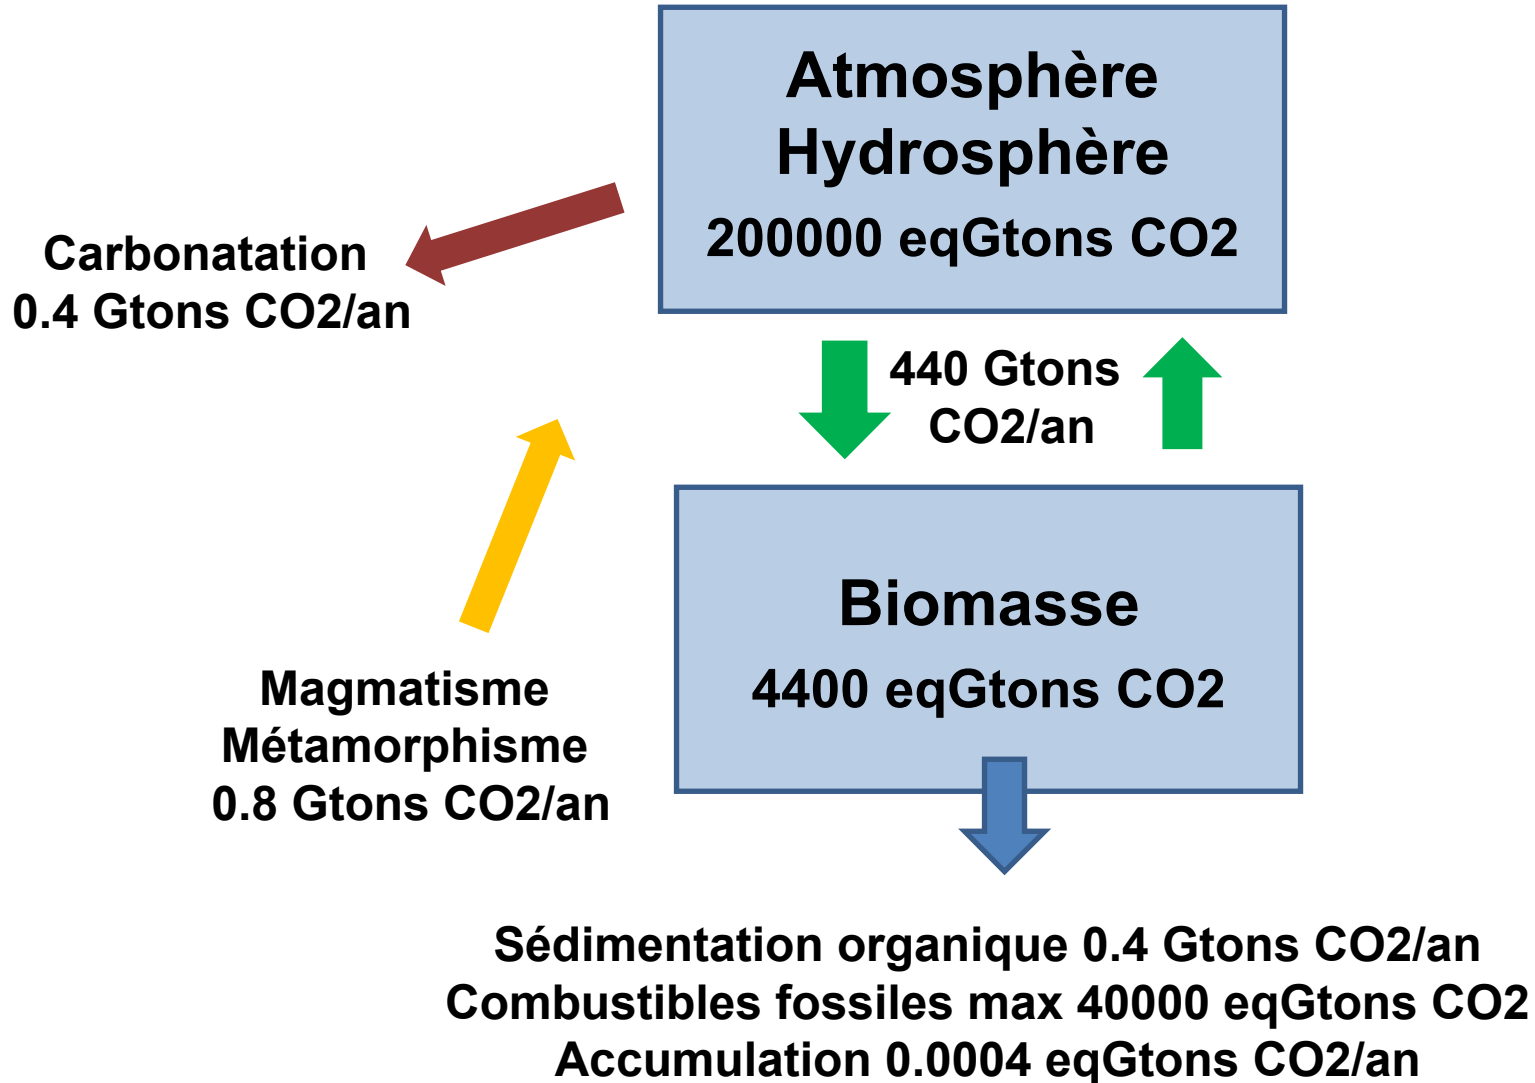 Atmosphère
Hydrosphère
200000 eqGtons CO2
Carbonatation
0.4 Gtons CO2/an
440 Gtons
CO2/an
Biomasse
4400 eqGtons CO2
Magmatisme
Métamorphisme
0.8 Gtons CO2/an
Sédimentation organique 0.4 Gtons CO2/an
Combustibles fossiles max 40000 eqGtons CO2
Accumulation 0.0004 eqGtons CO2/an